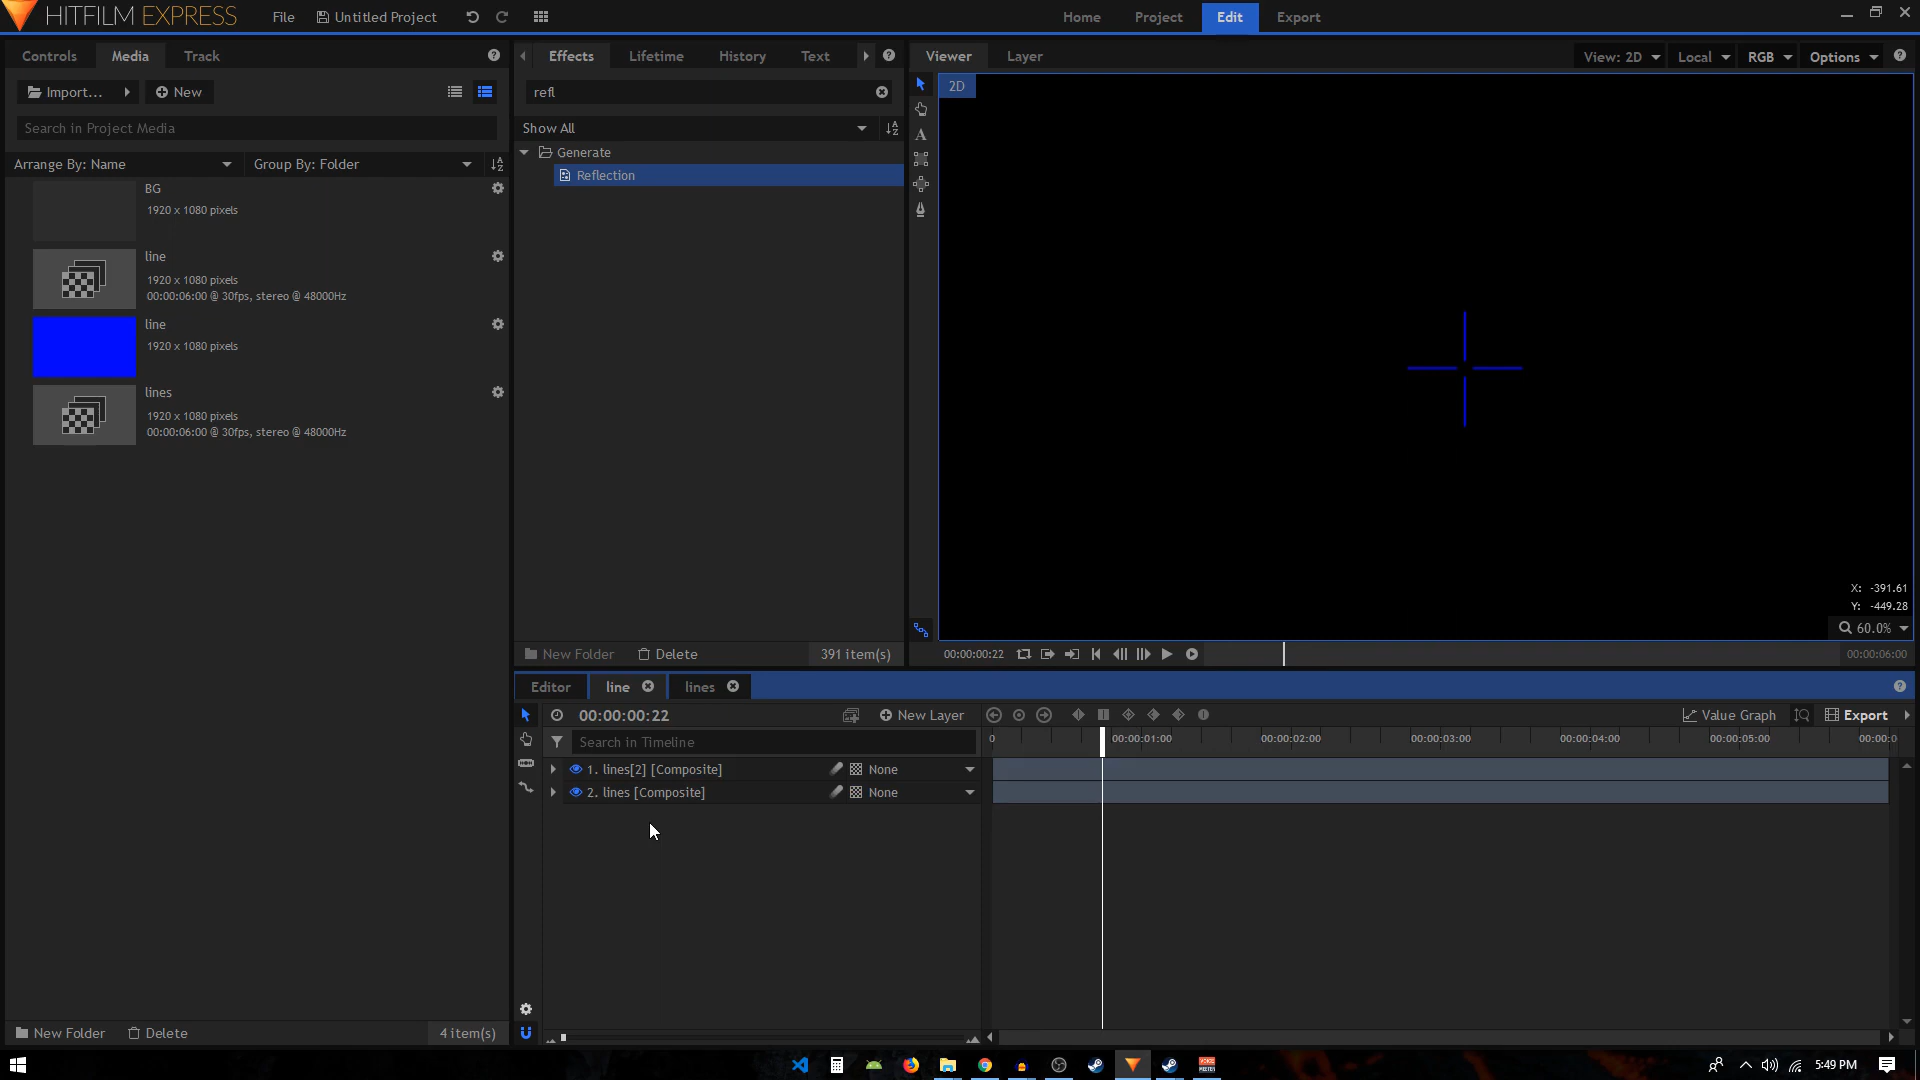 HITFILM EXPRESS
File
Untitled Project
Home
Project
Edit
Export
Controls
Media
Track
Import...
New
Search in Project Media
Arrange By: Name
Group By: Folder
BG
1920 x 1080 pixels
line
1920 x 1080 pixels
00:00:06:00 @ 30fps, stereo @ 48000Hz
line
1920 x 1080 pixels
lines
1920 x 1080 pixels
00:00:06:00 @ 30fps, stereo @ 48000Hz
New Folder
Delete
4 item(s)
Effects
Lifetime
History
Text
refl
Show All
Generate
Reflection
New Folder
Delete
391 item(s)
Viewer
Layer
View: 2D
Local
RGB
Options
2D
A
X: -391.61
Y: -449.28
60.0%
00:00:00:22
00:00:06:00
Editor
line
lines
00:00:00:22
New Layer
Value Graph
Export
Search in Timeline
0
00:00:01:00
00:00:02:00
00:00:03:00
00:00:04:00
00:00:05:00
00:00:0
1. lines[2] [Composite]
None
2. lines [Composite]
None
5:49 PM